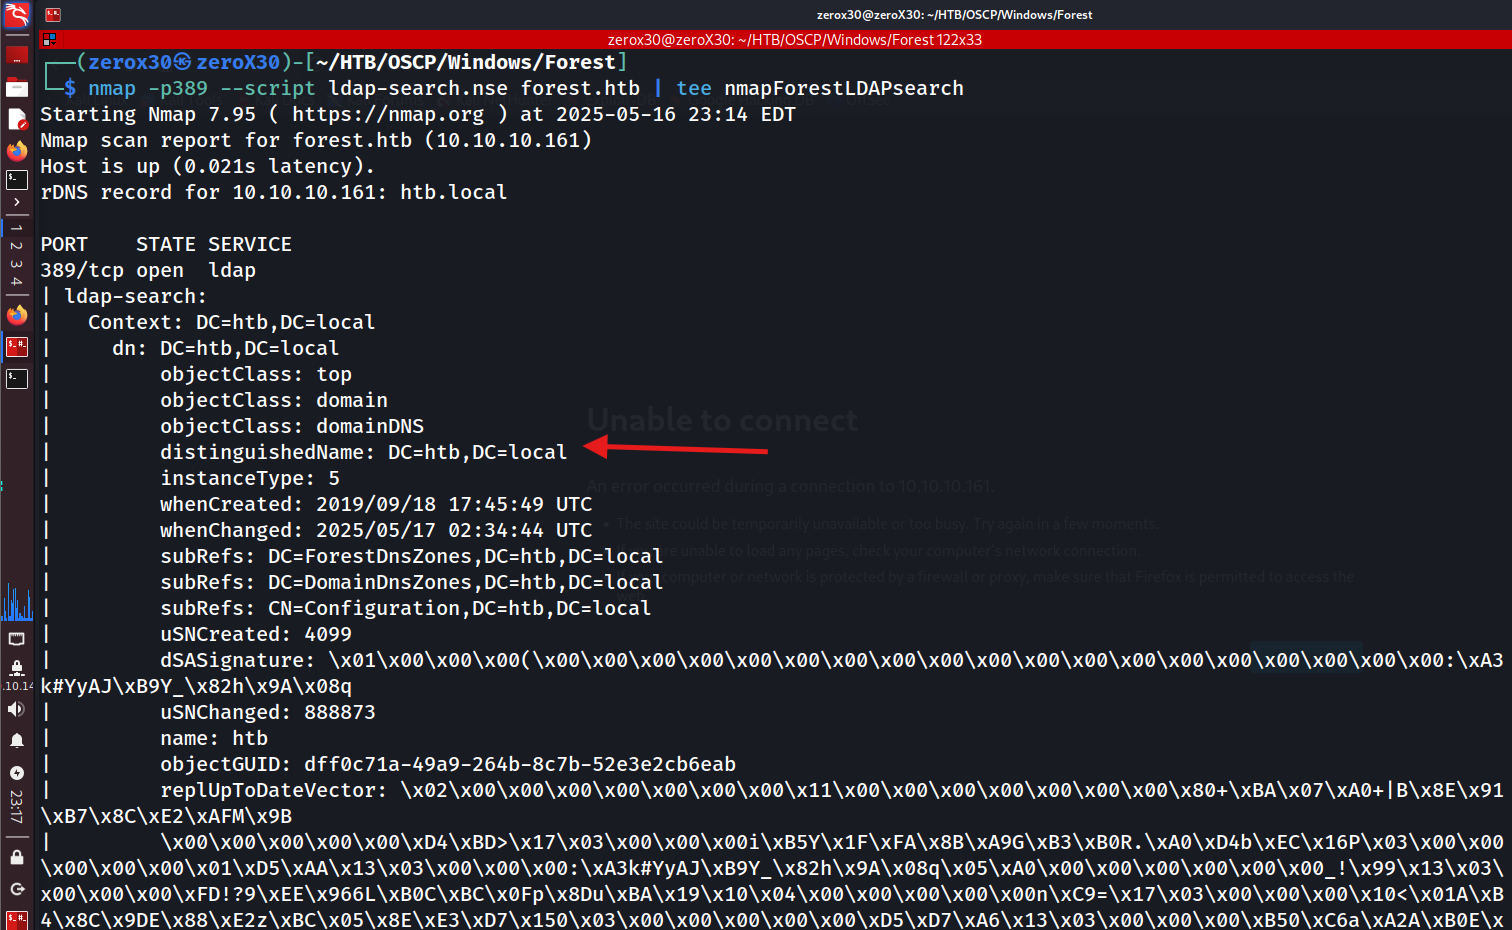 zerox30@zeroX30: ~/HTB/OSCP/Windows/Forest
zerox30@zeroX30: ~/HTB/OSCP/Windows/Forest 122x33
┌──(zerox30㉿zeroX30)-[~/HTB/OSCP/Windows/Forest]
└─$ nmap -p389 --script ldap-search.nse forest.htb | tee nmapForestLDAPsearch
Starting Nmap 7.95 ( https://nmap.org ) at 2025-05-16 23:14 EDT
Nmap scan report for forest.htb (10.10.10.161)
Host is up (0.021s latency).
rDNS record for 10.10.10.161: htb.local
PORT    STATE SERVICE
389/tcp open  ldap
| ldap-search:
|   Context: DC=htb,DC=local
|     dn: DC=htb,DC=local
|         objectClass: top
|         objectClass: domain
|         objectClass: domainDNS
|         distinguishedName: DC=htb,DC=local
|         instanceType: 5
|         whenCreated: 2019/09/18 17:45:49 UTC
|         whenChanged: 2025/05/17 02:34:44 UTC
|         subRefs: DC=ForestDnsZones,DC=htb,DC=local
|         subRefs: DC=DomainDnsZones,DC=htb,DC=local
|         subRefs: CN=Configuration,DC=htb,DC=local
|         uSNCreated: 4099
|         dSASignature: \x01\x00\x00\x00(\x00\x00\x00\x00\x00\x00\x00\x00\x00\x00\x00\x00\x00\x00\x00\x00\x00\x00\x00:\xA3
k#YyAJ\xB9Y_\x82h\x9A\x08q
|         uSNChanged: 888873
|         name: htb
|         objectGUID: dff0c71a-49a9-264b-8c7b-52e3e2cb6eab
|         replUpToDateVector: \x02\x00\x00\x00\x00\x00\x00\x00\x11\x00\x00\x00\x00\x00\x00\x00\x80+\xBA\x07\xA0+|B\x8E\x91
\xB7\x8C\xE2\xAFM\x9B
|         \x00\x00\x00\x00\x00\xD4\xBD>\x17\x03\x00\x00\x00i\xB5Y\x1F\xFA\x8B\xA9G\xB3\xB0R.\xA0\xD4b\xEC\x16P\x03\x00\x00
\x00\x00\x00\x00\x01\xD5\xAA\x13\x03\x00\x00\x00:\xA3k#YyAJ\xB9Y_\x82h\x9A\x08q\x05\xA0\x00\x00\x00\x00\x00\x00_!\x99\x13\x03\
x00\x00\x00\xFD!?9\xEE\x966L\xB0C\xBC\x0Fp\x8Du\xBA\x19\x10\x04\x00\x00\x00\x00\x00n\xC9=\x17\x03\x00\x00\x00\x10<\x01A\xB
4\x8C\x9DE\x88\xE2z\xBC\x05\x8E\xE3\xD7\x150\x03\x00\x00\x00\x00\x00\xD5\xD7\xA6\x13\x03\x00\x00\x00\xB50\xC6a\xA2A\xB0E\x
Unable to connect
An error occurred during a connection to 10.10.10.161.
The site could be temporarily unavailable or too busy. Try again in a few moments.
unable to load any pages, check your computer's network connection.
computer or network is protected by a firewall or proxy, make sure that Firefox is permitted to access the
1
2
3
4
.10.14
23:17